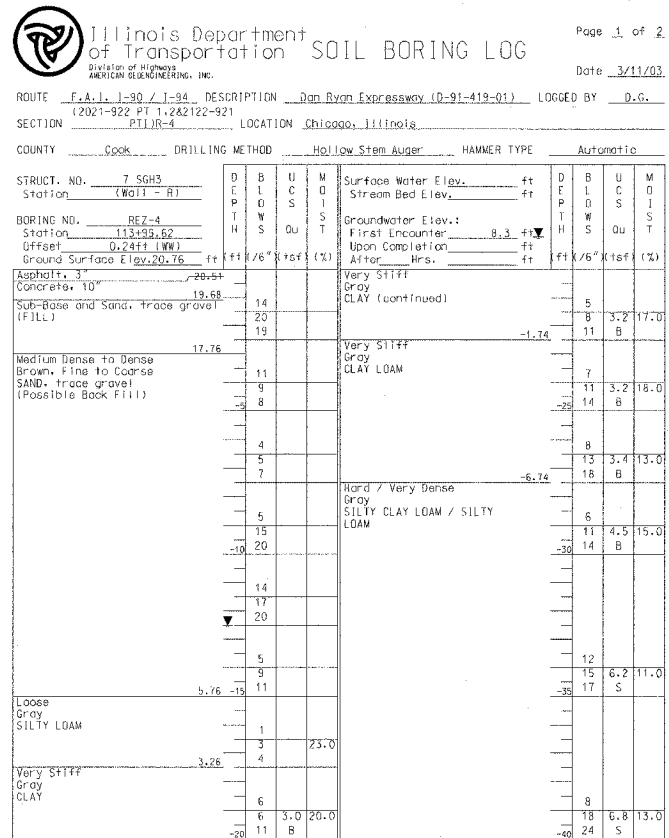 Illinois Department
of Transportation
Division of Highways
AMERICAN GEOENGINEERING, INC.
SOIL BORING LOG
Page 1 of 2
Date 3/11/03
ROUTE F.A.I. I-90 / I-94 DESCRIPTION Dan Ryan Expressway (D-91-419-01) LOGGED BY D.G.
(2021-922 PT 1,2&2122-921
SECTION PT1)R-4 LOCATION Chicago, Illinois
COUNTY Cook DRILLING METHOD Hollow Stem Auger HAMMER TYPE Automatic
STRUCT. NO. 7 SGH3
Station (Wall - A)
BORING NO. REZ-4
Station 113+95.62
Offset 0.24ft (WW)
Ground Surface Elev. 20.76 ft
DEPTH (ft)
BLOWS (/6")
UCS Qu (tsf)
MOIST (%)
Surface Water Elev. ft
Stream Bed Elev. ft
Groundwater Elev.:
First Encounter 8.3 ft ▼
Upon Completion ft
After Hrs. ft
DEPTH (ft)
BLOWS (/6")
UCS Qu (tsf)
MOIST (%)
Asphalt, 3" 20.51
Concrete, 10"
19.68
Sub-Base and Sand, trace gravel 14
(FILL) 20
19
17.76
Medium Dense to Dense
Brown, Fine to Coarse 11
SAND, trace gravel 9
(Possible Back Fill) -5 8
4
5
7
5
15
-10 20
14
17
▼ 20
5
9
5.76 -15 11
Loose
Gray
SILTY LOAM 1
3 23.0
3.26 4
Very Stiff
Gray
CLAY 6
6 3.0 20.0
-20 11 B
Very Stiff
Gray
CLAY (continued) 5
8 3.2 17.0
-1.74 11 B
Very Stiff
Gray
CLAY LOAM 7
11 3.2 18.0
-25 14 B
8
13 3.4 13.0
-6.74 18 B
Hard / Very Dense
Gray
SILTY CLAY LOAM / SILTY 6
LOAM
11 4.5 15.0
-30 14 B
12
15 6.2 11.0
-35 17 S
8
18 6.8 13.0
-40 24 S